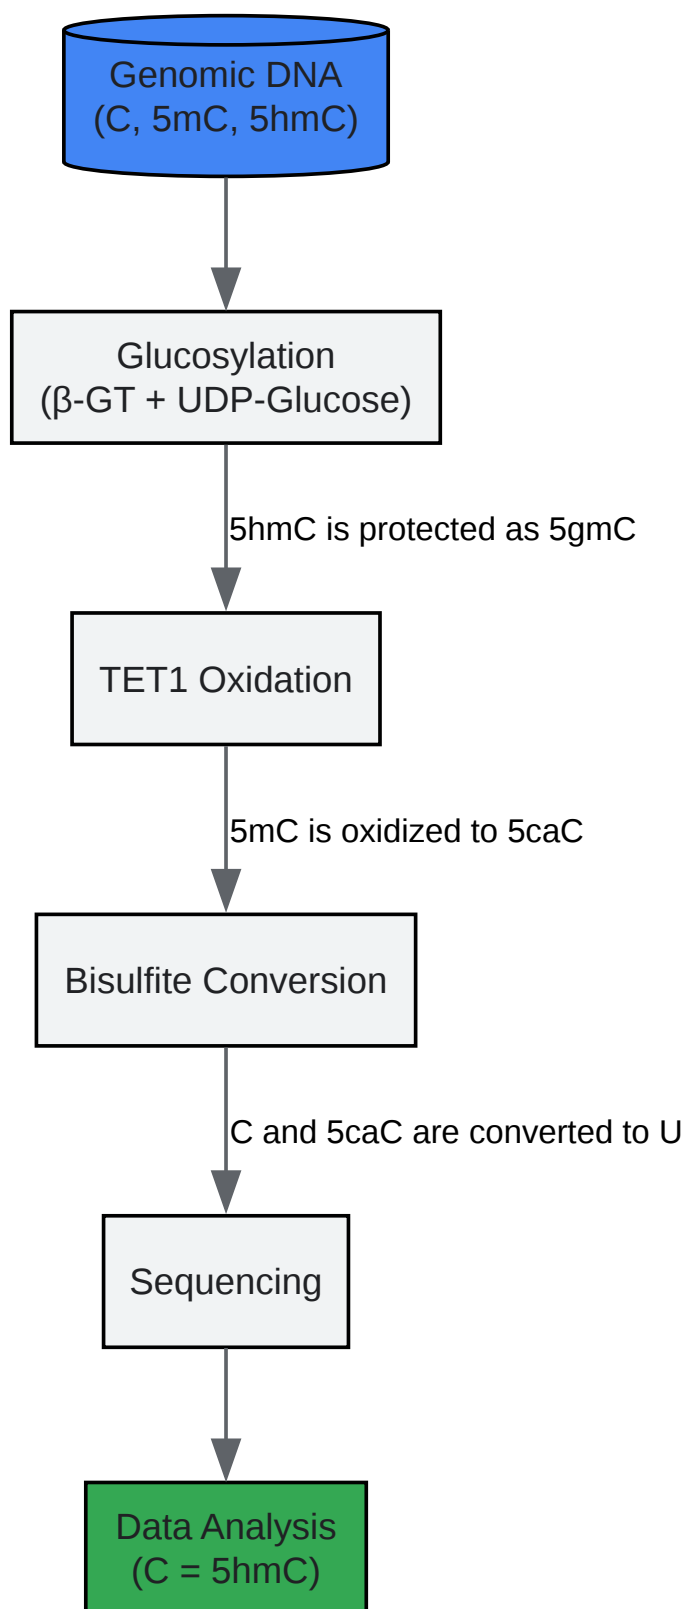 Genomic DNA
(C, 5mC, 5hmC)
Glucosylation
(β-GT + UDP-Glucose)
5hmC is protected as 5gmC
TET1 Oxidation
5mC is oxidized to 5caC
Bisulfite Conversion
C and 5caC are converted to U
Sequencing
Data Analysis
(C = 5hmC)